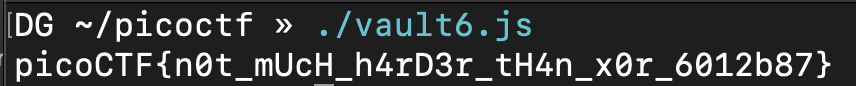 [DG ~/picoctf » ./vault6.js
picoCTF{n0t_mUcH_h4rD3r_tH4n_x0r_6012b87}